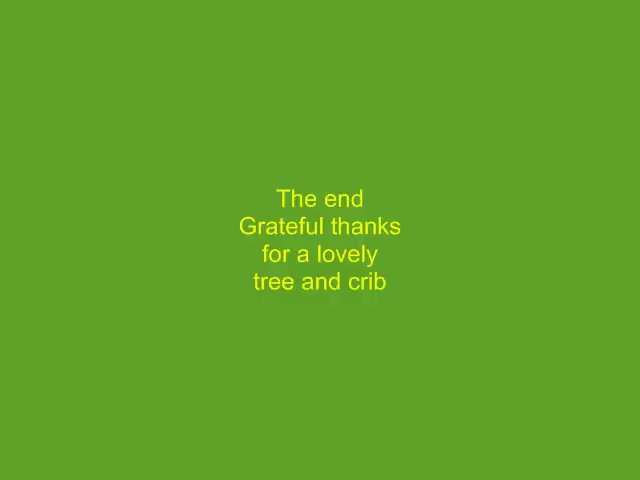 The end
Grateful thanks
for a lovely
tree and crib